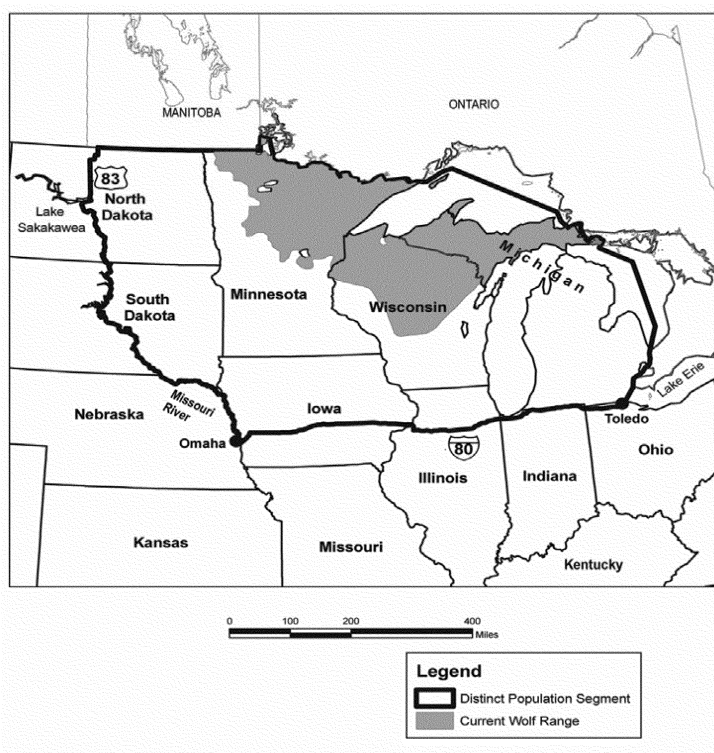 MANITOBA
ONTARIO
83
North
Dakota
Lake
Sakakawea
Michigan
South
Dakota
Minnesota
Wisconsin
Lake Erie
Missouri
River
Nebraska
Iowa
Toledo
Omaha
80
Ohio
Illinois
Indiana
Kansas
Missouri
Kentucky
0 100 200 400
Miles
Legend
Distinct Population Segment
Current Wolf Range